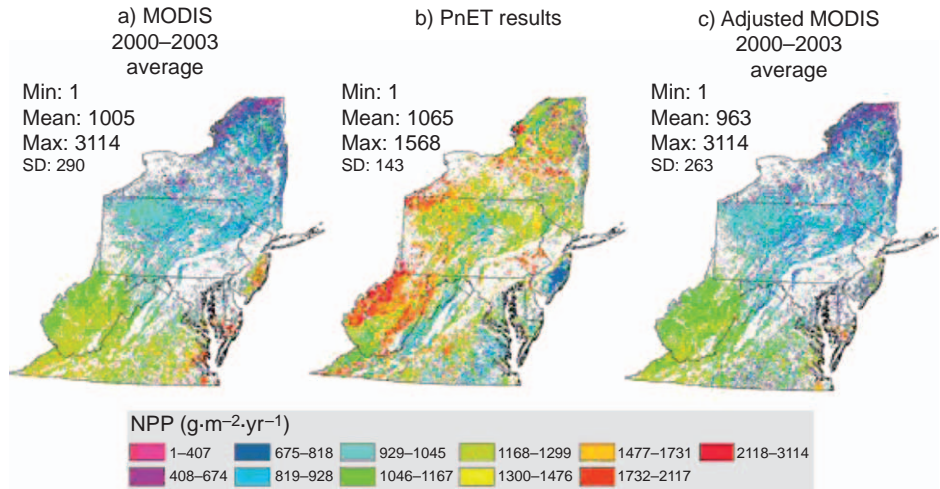 a) MODIS
2000–2003
average
Min: 1
Mean: 1005
Max: 3114
SD: 290
b) PnET results
Min: 1
Mean: 1065
Max: 1568
SD: 143
c) Adjusted MODIS
2000–2003
average
Min: 1
Mean: 963
Max: 3114
SD: 263
NPP (g·m–2·yr–1)
1–407
675–818
929–1045
1168–1299
1477–1731
2118–3114
408–674
819–928
1046–1167
1300–1476
1732–2117